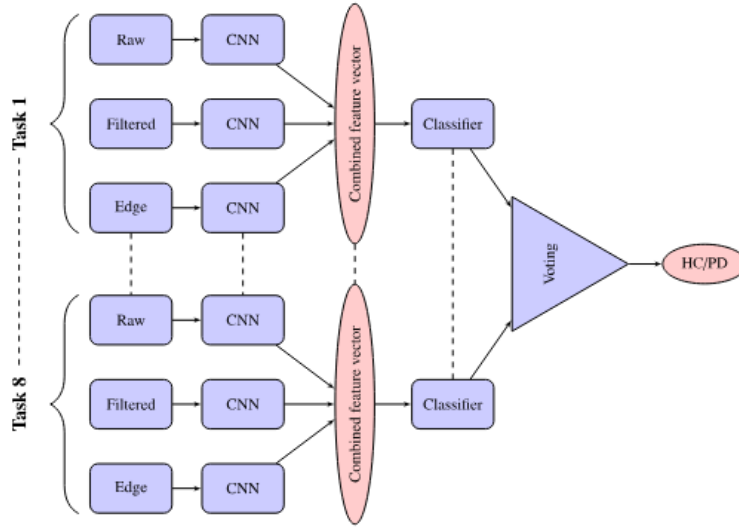 Task 1
Raw
CNN
Filtered
CNN
Edge
CNN
Combined feature vector
Classifier
Voting
HC/PD
Task 8
Raw
CNN
Filtered
CNN
Edge
CNN
Combined feature vector
Classifier